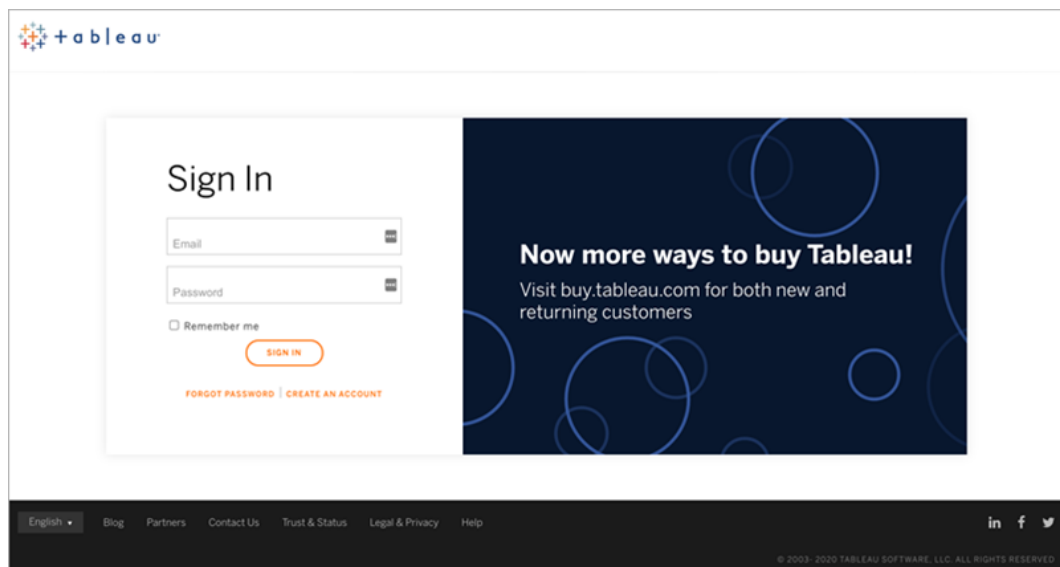 +ableau
Sign In
Email
Password
Remember me
SIGN IN
FORGOT PASSWORD | CREATE AN ACCOUNT
Now more ways to buy Tableau!
Visit buy.tableau.com for both new and
returning customers
English ▾ Blog Partners Contact Us Trust & Status Legal & Privacy Help
in f
© 2003- 2020 TABLEAU SOFTWARE, LLC. ALL RIGHTS RESERVED